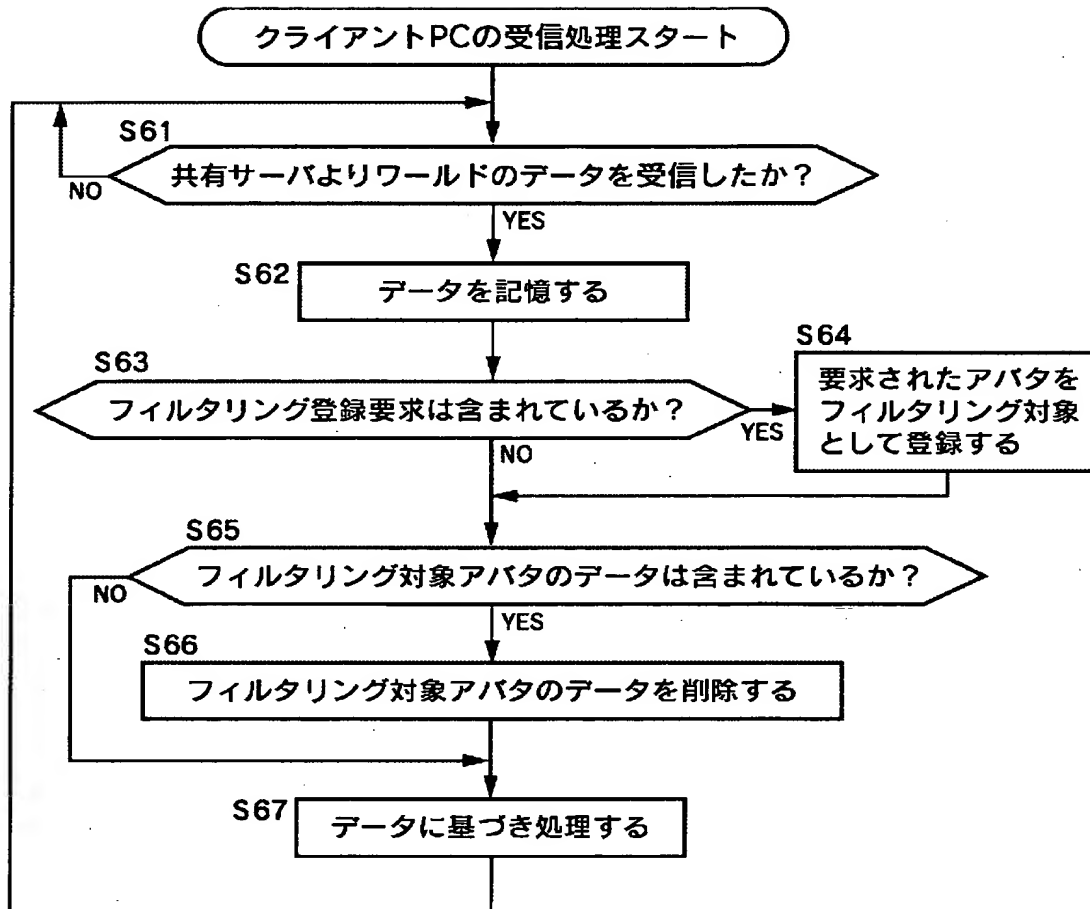 クライアントPCの受信処理スタート
S61
共有サーバよりワールドのデータを受信したか？
NO
YES
S62
データを記憶する
S63
フィルタリング登録要求は含まれているか？
YES
NO
S64
要求されたアバタを
フィルタリング対象
として登録する
S65
フィルタリング対象アバタのデータは含まれているか？
NO
YES
S66
フィルタリング対象アバタのデータを削除する
S67
データに基づき処理する